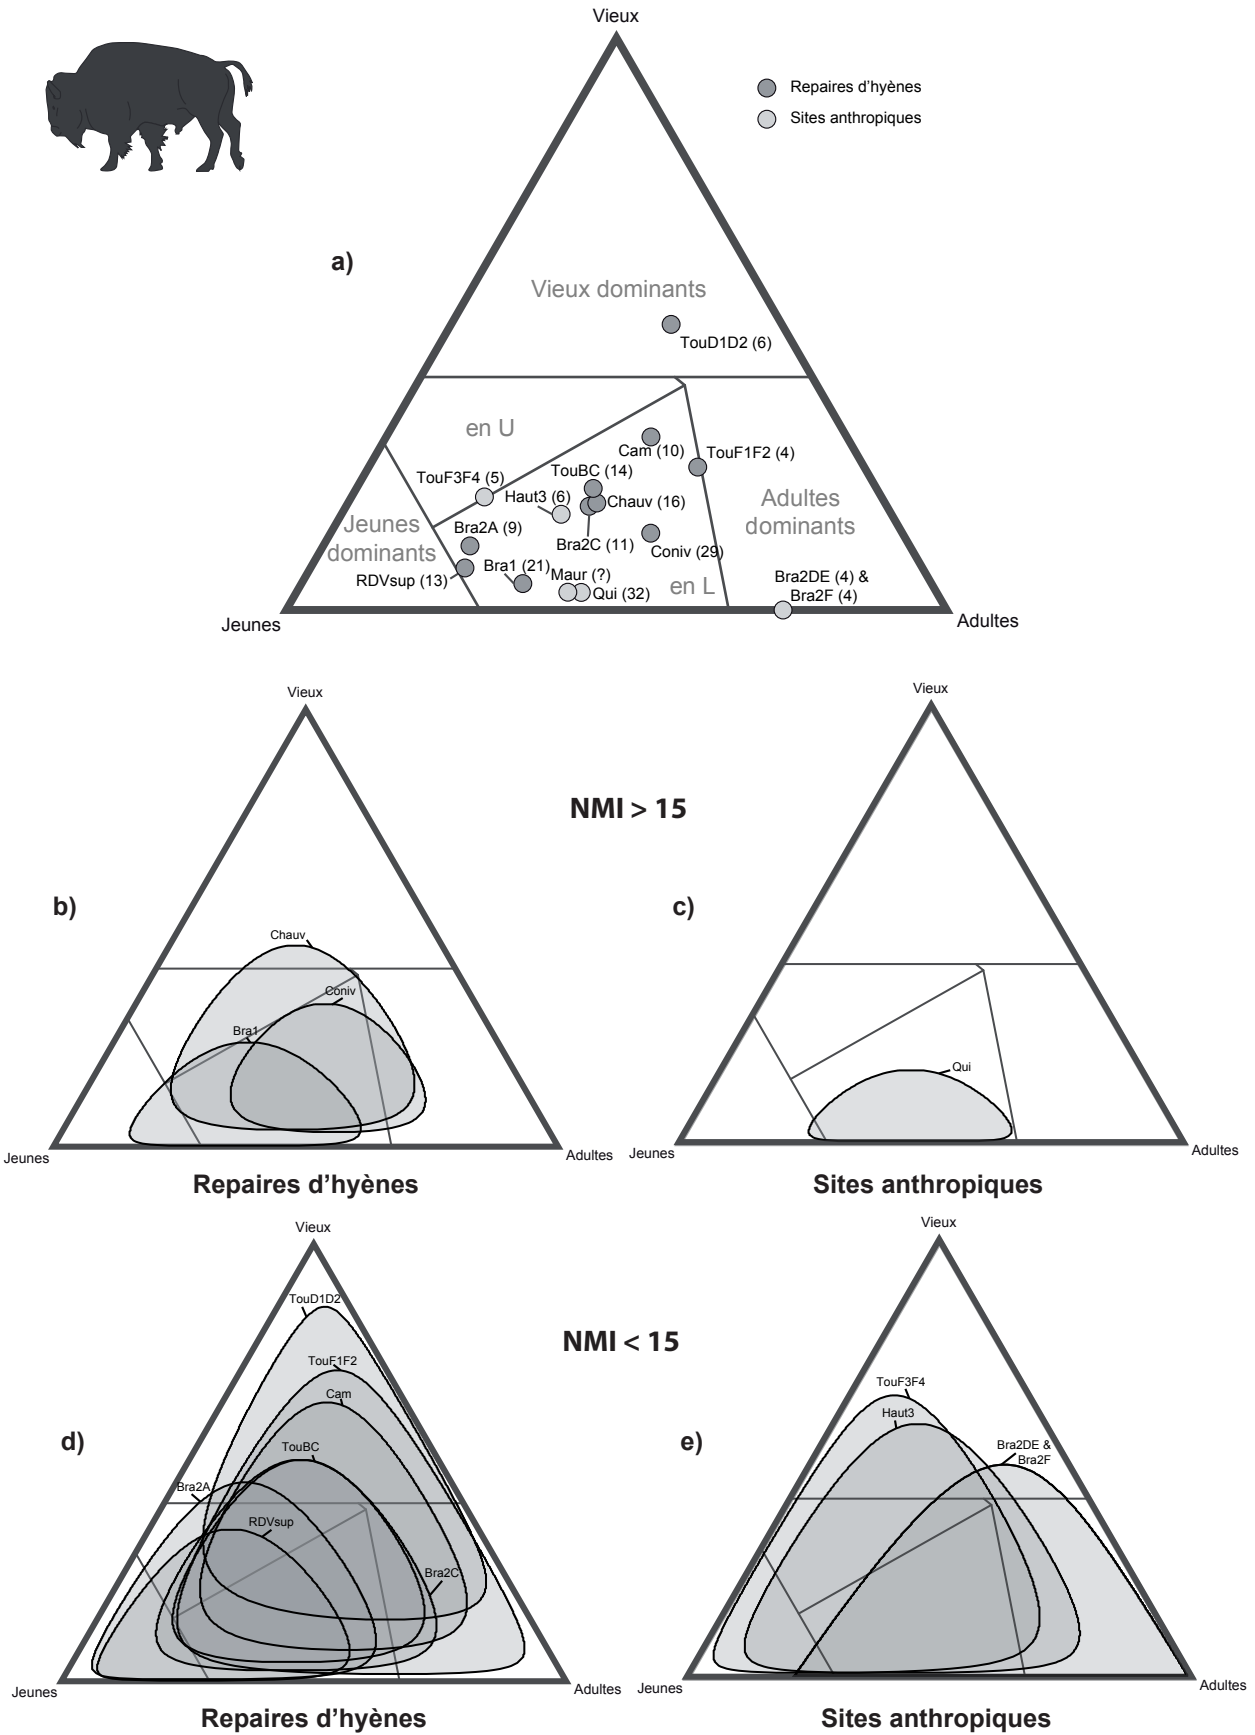 Vieux
Repaires d'hyènes
Sites anthropiques
a)
Vieux dominants
TouD1D2 (6)
en U
Cam (10)
TouF1F2 (4)
TouBC (14)
TouF3F4 (5)
Haut3 (6)
Chauv (16)
Adultes
dominants
Jeunes
dominants
Bra2A (9)
Bra2C (11)
Coniv (29)
RDVsup (13)
Bra1 (21)
Maur (?)
Qui (32)
en L
Bra2DE (4) &
Bra2F (4)
Jeunes
Adultes
Vieux
Vieux
NMI > 15
b)
c)
Chauv
Coniv
Bra1
Qui
Jeunes
Adultes
Jeunes
Adultes
Repaires d'hyènes
Sites anthropiques
Vieux
Vieux
TouD1D2
NMI < 15
TouF1F2
Cam
d)
TouBC
Bra2A
RDVsup
Bra2C
e)
TouF3F4
Haut3
Bra2DE &
Bra2F
Jeunes
Adultes
Jeunes
Adultes
Repaires d'hyènes
Sites anthropiques